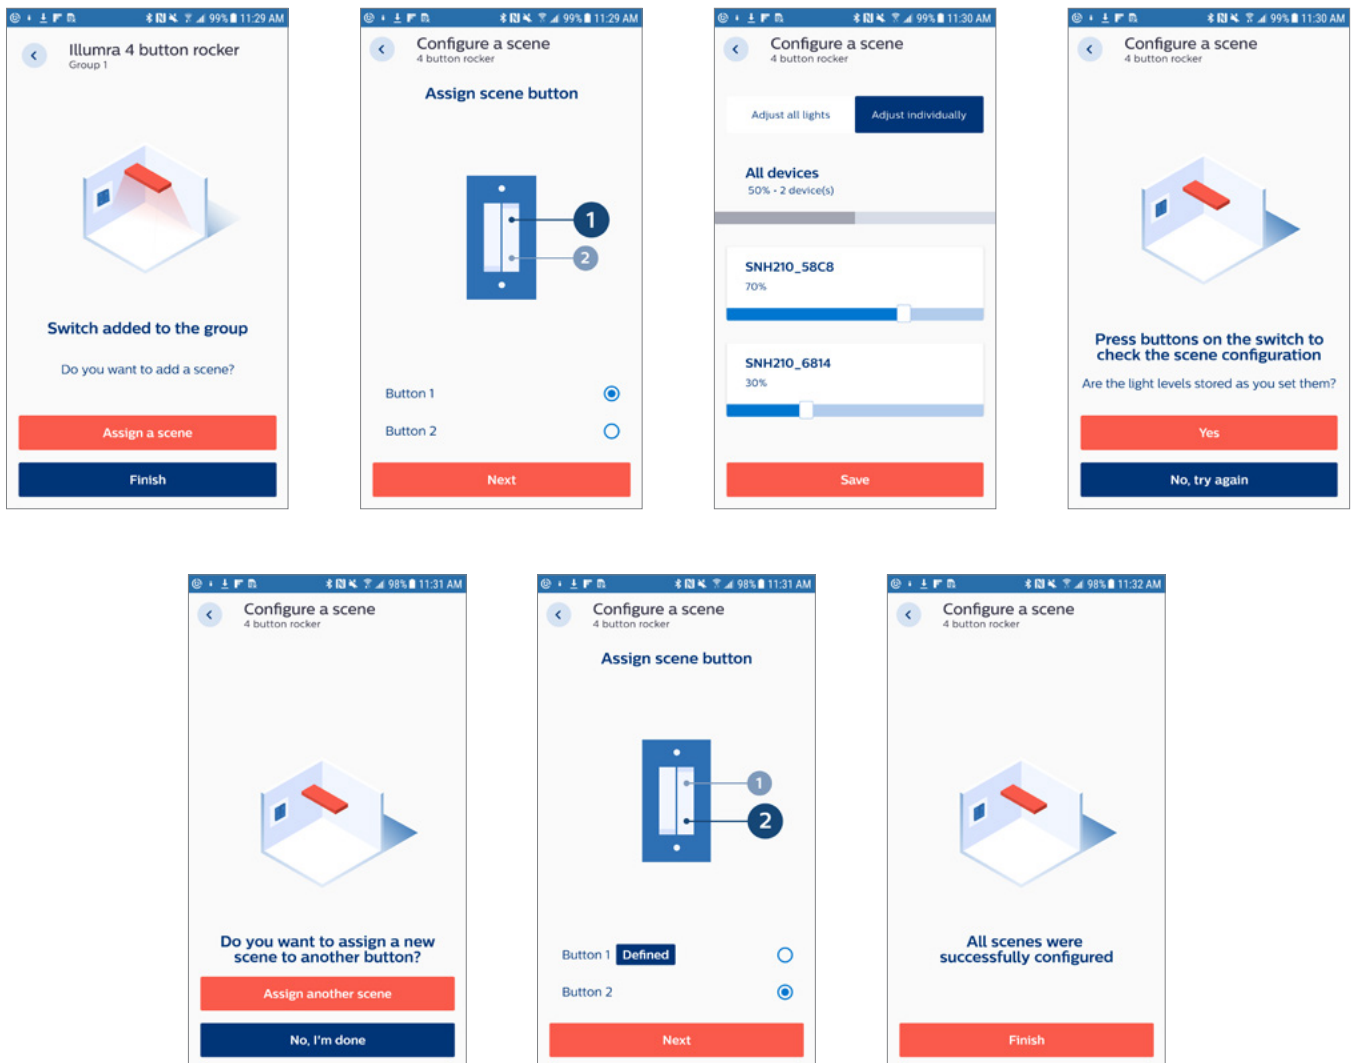 99% 11:29 AM
Illumra 4 button rocker
Group 1
Switch added to the group
Do you want to add a scene?
Assign a scene
Finish
99% 11:29 AM
Configure a scene
4 button rocker
Assign scene button
1
2
Button 1
Button 2
Next
99% 11:30 AM
Configure a scene
4 button rocker
Adjust all lights
Adjust individually
All devices
50% - 2 device(s)
SNH210_58C8
70%
SNH210_6814
30%
Save
99% 11:30 AM
Configure a scene
4 button rocker
Press buttons on the switch to
check the scene configuration
Are the light levels stored as you set them?
Yes
No, try again
98% 11:31 AM
Configure a scene
4 button rocker
Do you want to assign a new
scene to another button?
Assign another scene
No, I'm done
98% 11:31 AM
Configure a scene
4 button rocker
Assign scene button
1
2
Button 1 Defined
Button 2
Next
98% 11:32 AM
Configure a scene
4 button rocker
All scenes were
successfully configured
Finish